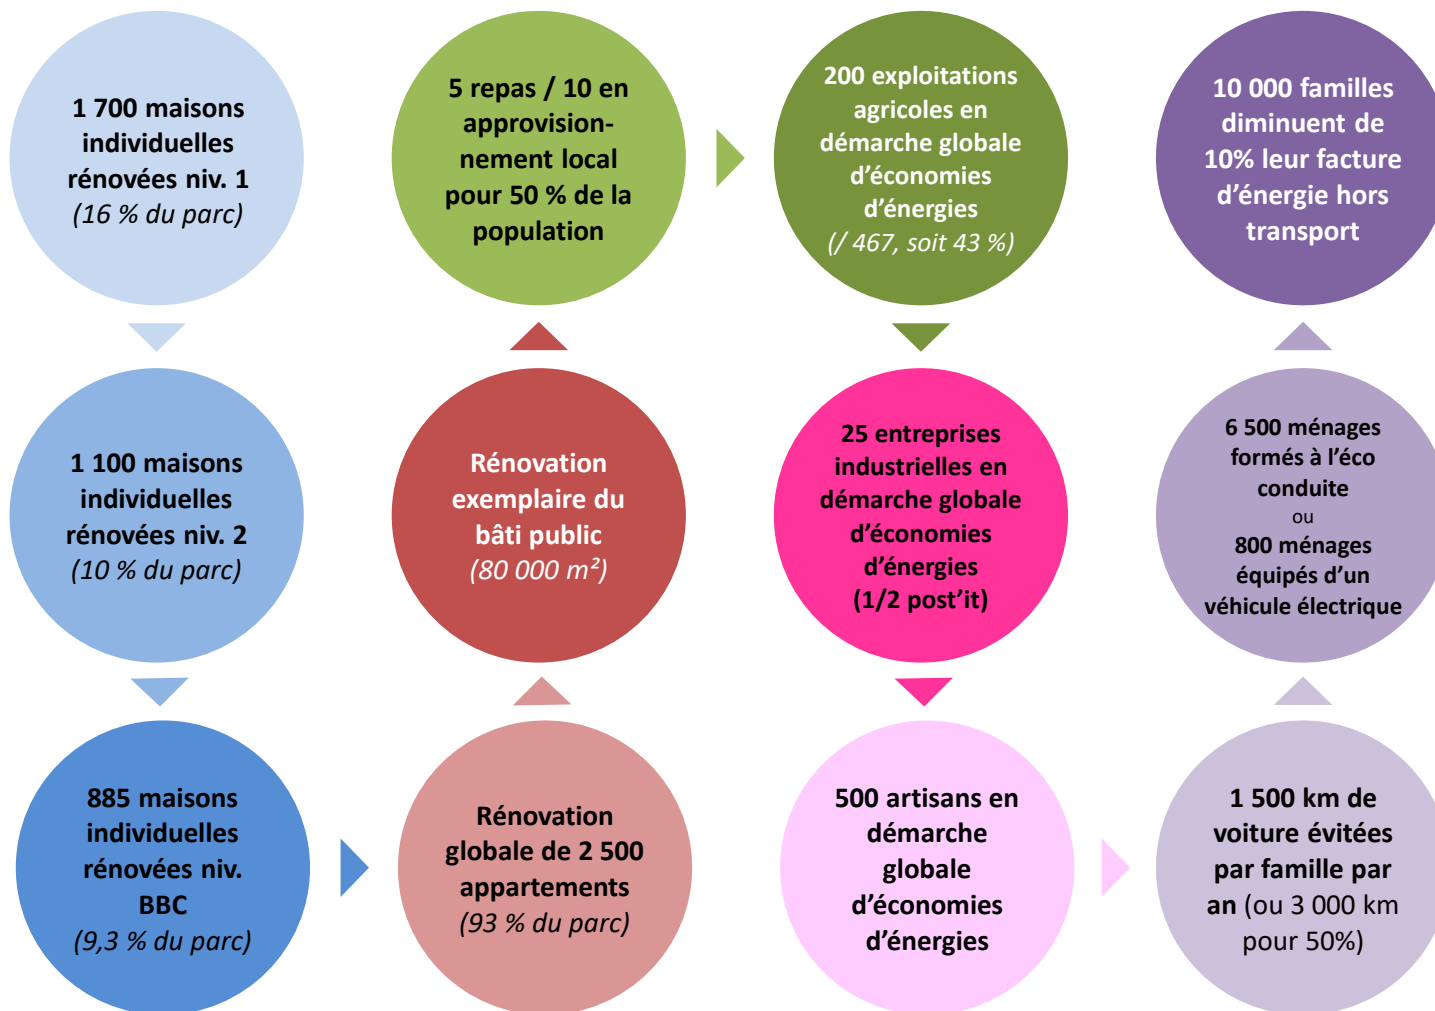 1 700 maisons
individuelles
rénovées niv. 1
(16 % du parc)
1 100 maisons
individuelles
rénovées niv. 2
(10 % du parc)
885 maisons
individuelles
rénovées niv.
BBC
(9,3 % du parc)
Rénovation
globale de 2 500
appartements
(93 % du parc)
Rénovation
exemplaire du
bâti public
(80 000 m²)
5 repas / 10 en
approvision-
nement local
pour 50 % de la
population
200 exploitations
agricoles en
démarche globale
d’économies
d’énergies
(/ 467, soit 43 %)
25 entreprises
industrielles en
démarche globale
d’économies
d’énergies
(1/2 post’it)
500 artisans en
démarche
globale
d’économies
d’énergies
1 500 km de
voiture évitées
par famille par
an (ou 3 000 km
pour 50%)
6 500 ménages
formés à l’éco
conduite
ou
800 ménages
équipés d’un
véhicule électrique
10 000 familles
diminuent de
10% leur facture
d’énergie hors
transport